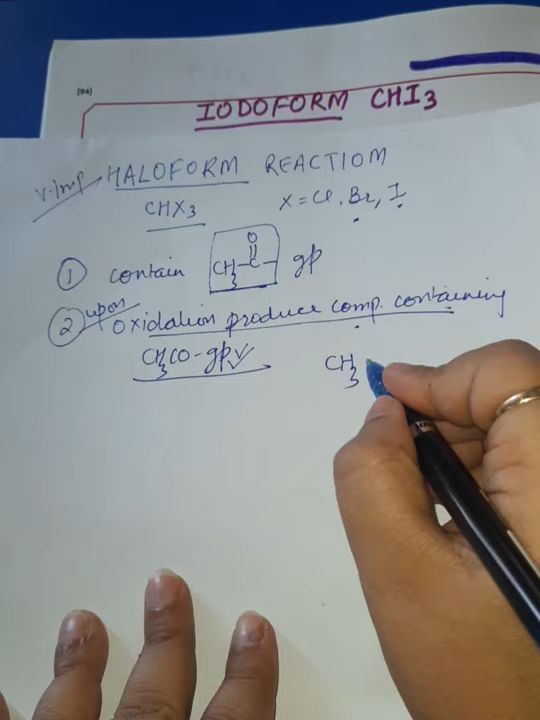 (94)
IODOFORM CHI3
V.Imp HALOFORM REACTIOM
CHX3 X = Cl, Br, I
① contain CH3-C- gp
O
② upon oxidation produce comp. containing
CH3CO-gp✓
CH3